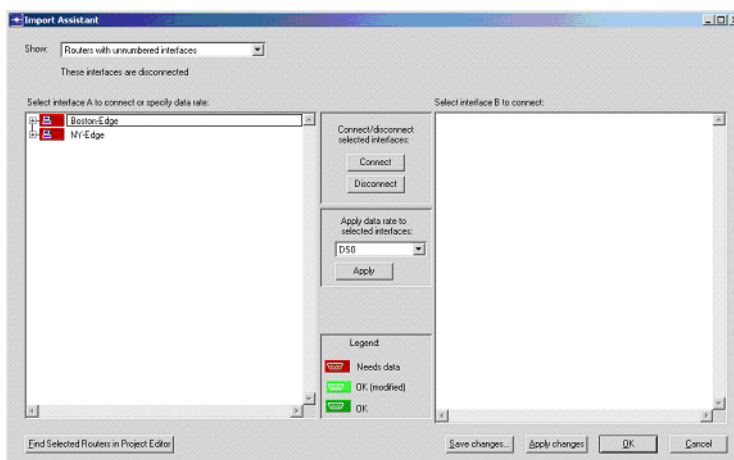 Import Assistant
Show: Routers with unnumbered interfaces
These interfaces are disconnected
Select interface A to connect or specify data rate:
Boston-Edge
NY-Edge
Connect/disconnect
selected interfaces:
Connect
Disconnect
Apply data rate to
selected interfaces:
DS0
Apply
Legend:
Needs data
OK (modified)
OK
Select interface B to connect:
Find Selected Routers in Project Editor
Save changes...
Apply changes
OK
Cancel